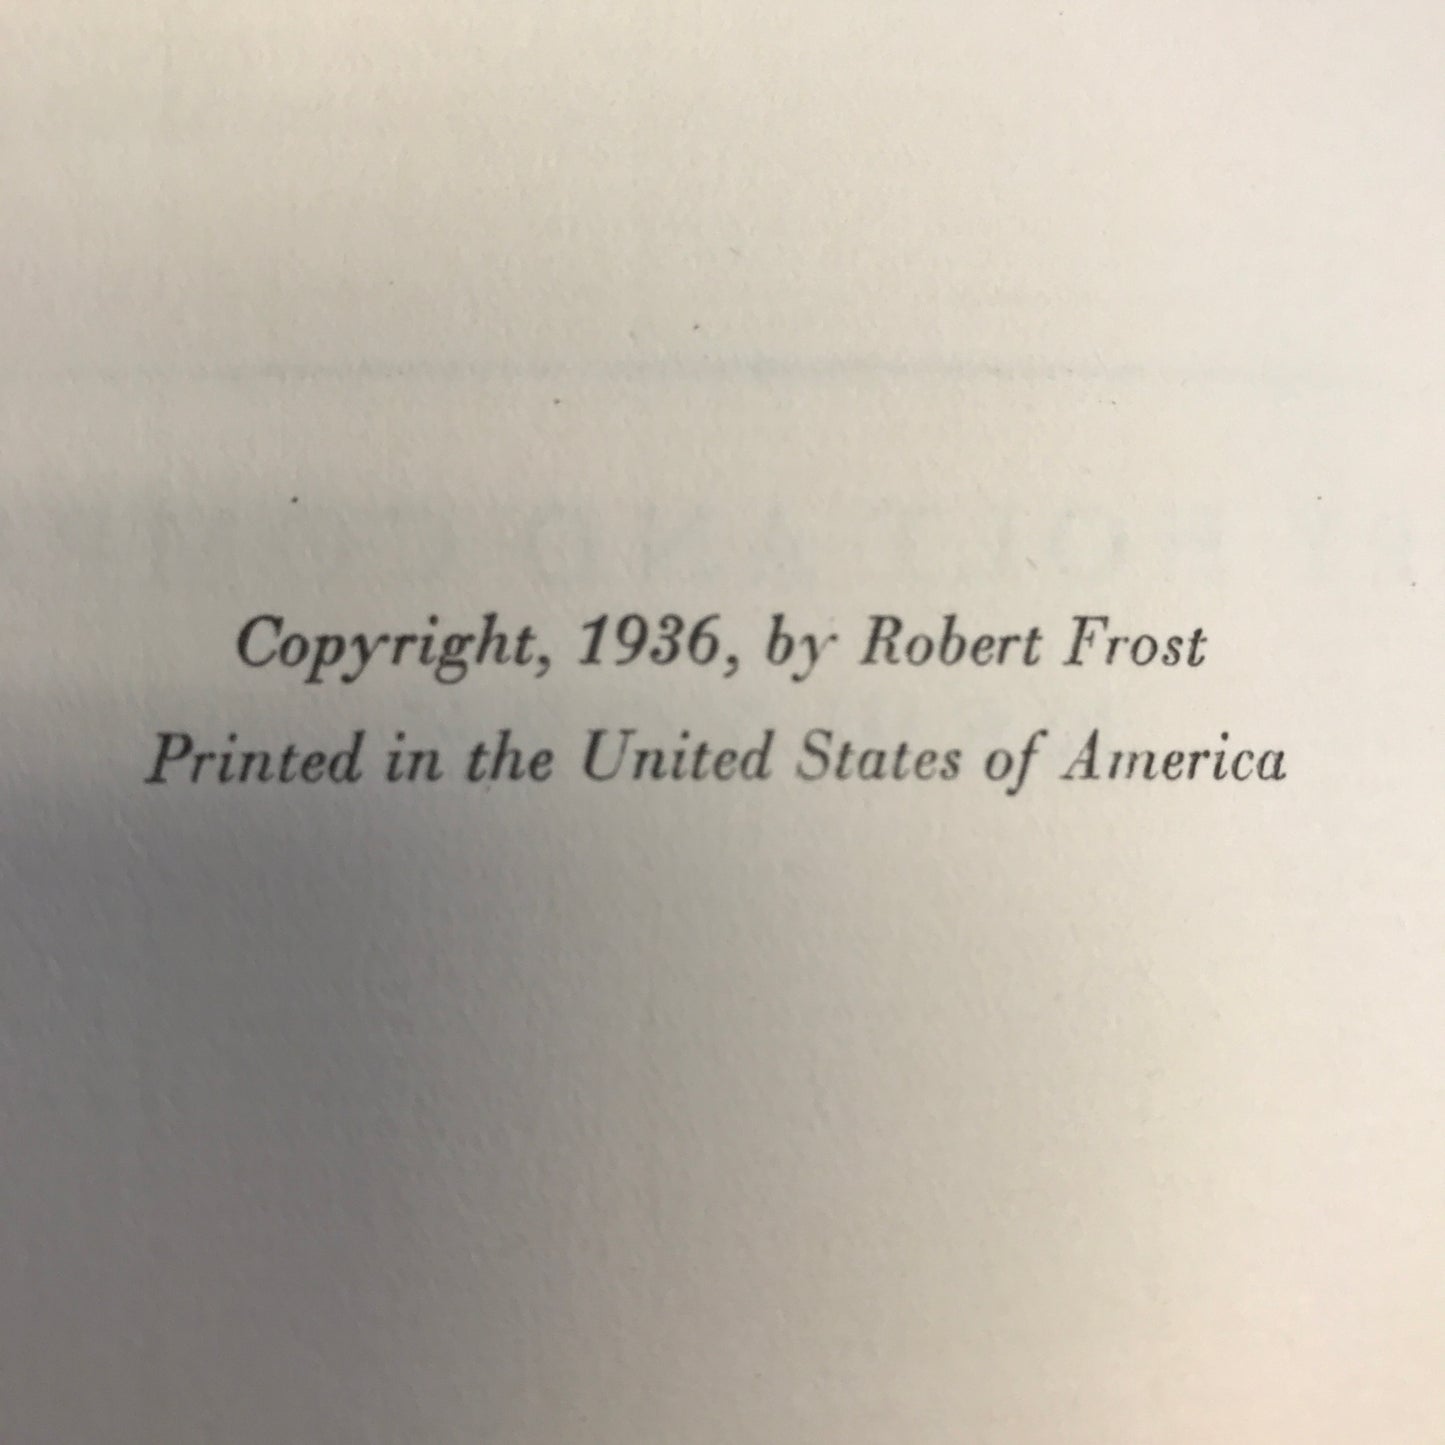 Copyright, 1936, by Robert Frost
Printed in the United States of America